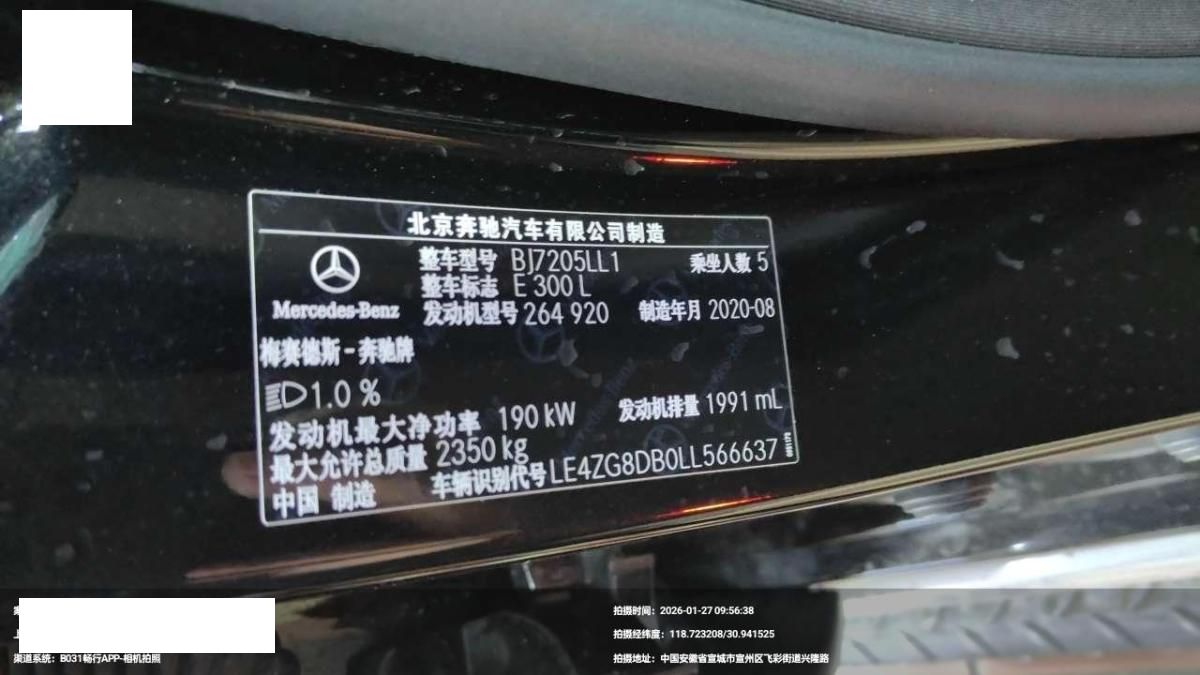 北京奔驰汽车有限公司制造
整车型号 BJ7205LL1 乘坐人数 5
整车标志 E 300 L
Mercedes-Benz 发动机型号 264 920 制造年月 2020-08
梅赛德斯-奔驰牌
1.0 %
发动机最大净功率 190 kW 发动机排量 1991 mL
最大允许总质量 2350 kg
中国 制造 车辆识别代号 LE4ZG8DB0LL566637
拍摄时间：2026-01-27 09:56:38
拍摄经纬度：118.723208/30.941525
渠道系统：B031畅行APP-相机拍照 拍摄地址：中国安徽省宣城市宣州区飞彩街道兴隆路